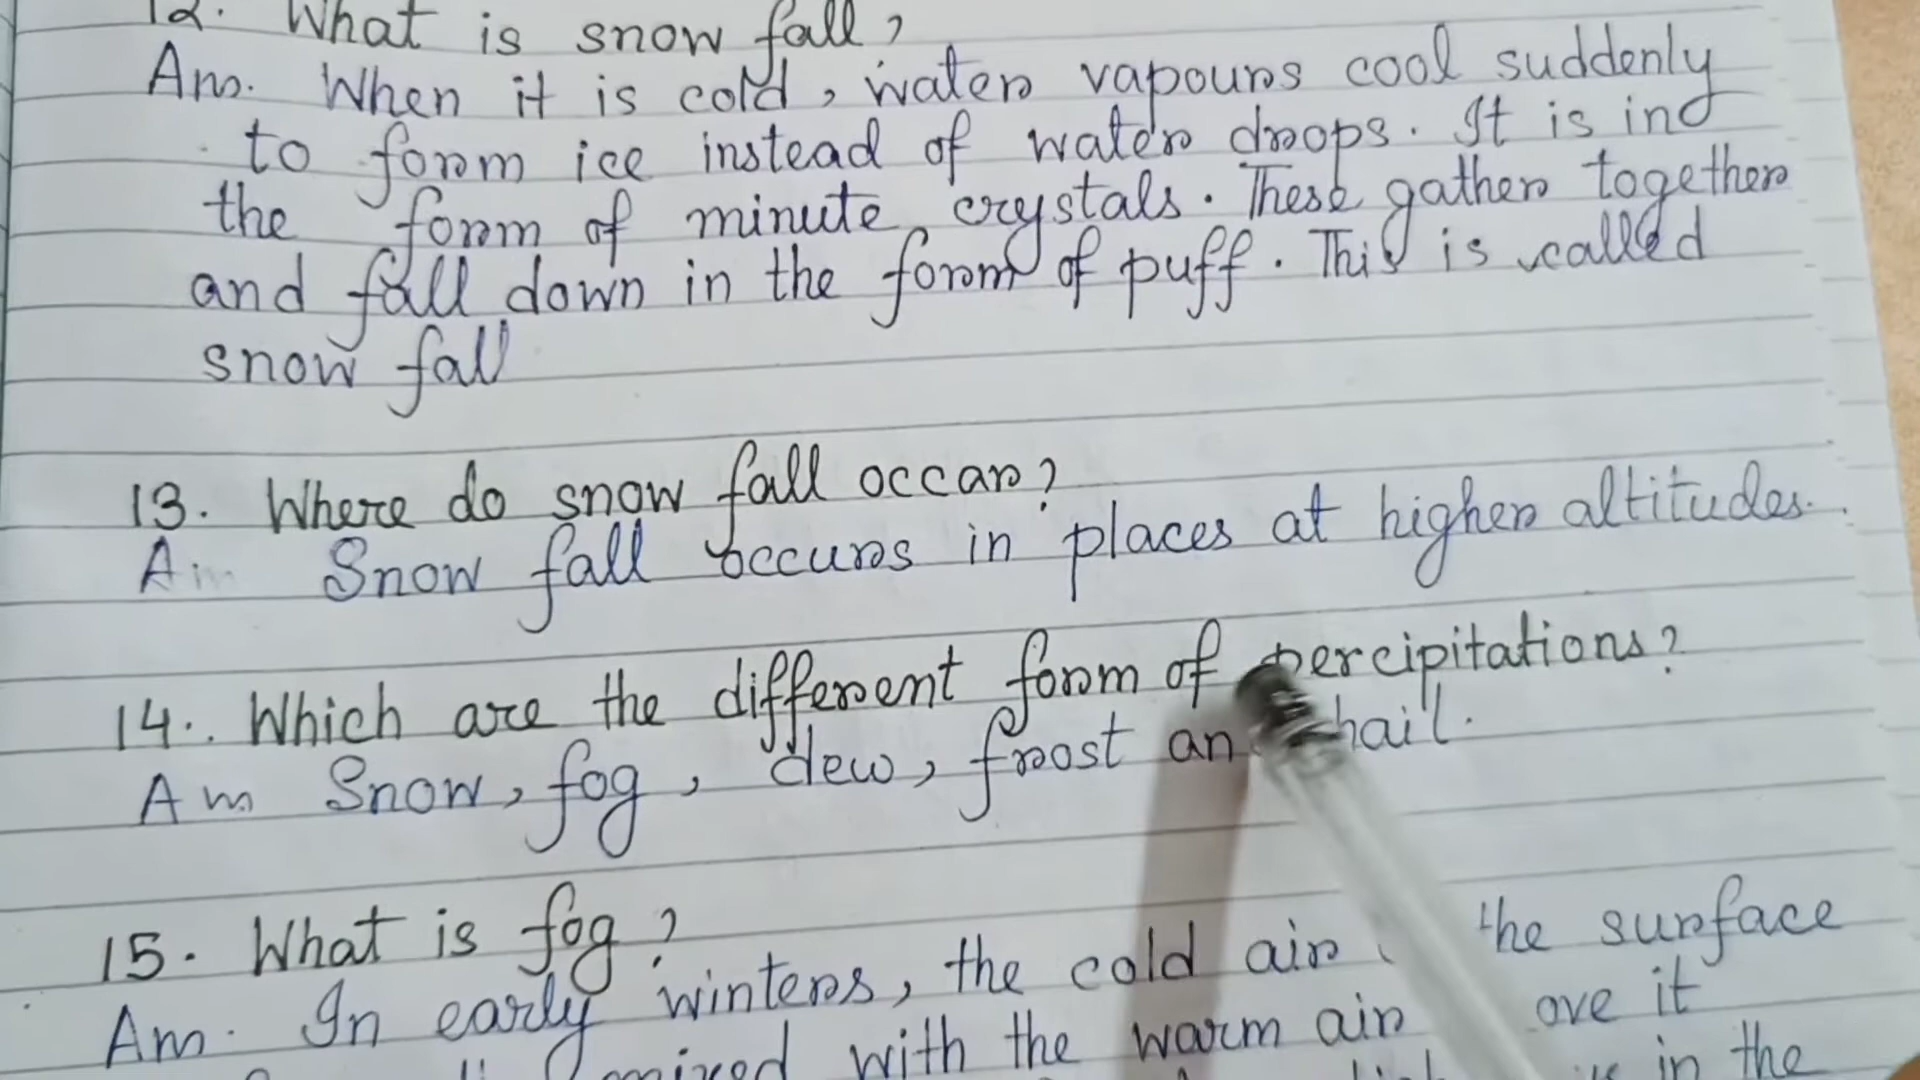 12. What is snow fall?
Ans. When it is cold, water vapours cool suddenly
to form ice instead of water drops. It is in
the form of minute crystals. These gather together
and fall down in the form of puff. This is called
snow fall
13. Where do snow fall occar?
Ans Snow fall occurs in places at higher altitudes.
14. Which are the different form of percipitations?
Ans Snow, fog, dew, frost an hail.
15. What is fog?
Ans. In early winters, the cold air the surface
mixed with the warm air ove it
in the